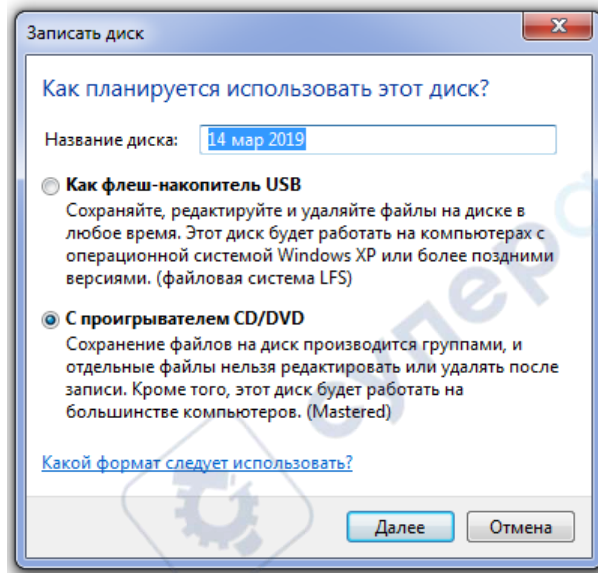 Записать диск
Как планируется использовать этот диск?
Название диска: 14 мар 2019
Как флеш-накопитель USB
Сохраняйте, редактируйте и удаляйте файлы на диске в
любое время. Этот диск будет работать на компьютерах с
операционной системой Windows XP или более поздними
версиями. (файловая система LFS)
С проигрывателем CD/DVD
Сохранение файлов на диск производится группами, и
отдельные файлы нельзя редактировать или удалять после
записи. Кроме того, этот диск будет работать на
большинстве компьютеров. (Mastered)
Какой формат следует использовать?
Далее Отмена
супер